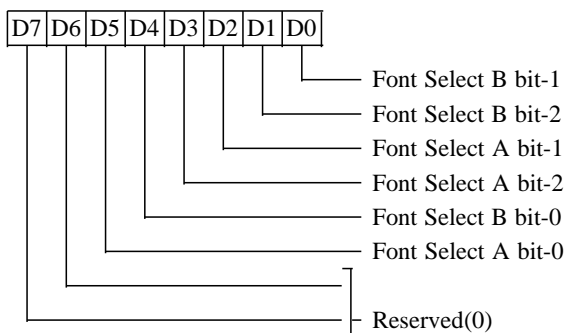 D7 D6 D5 D4 D3 D2 D1 D0
Font Select B bit-1
Font Select B bit-2
Font Select A bit-1
Font Select A bit-2
Font Select B bit-0
Font Select A bit-0
Reserved(0)